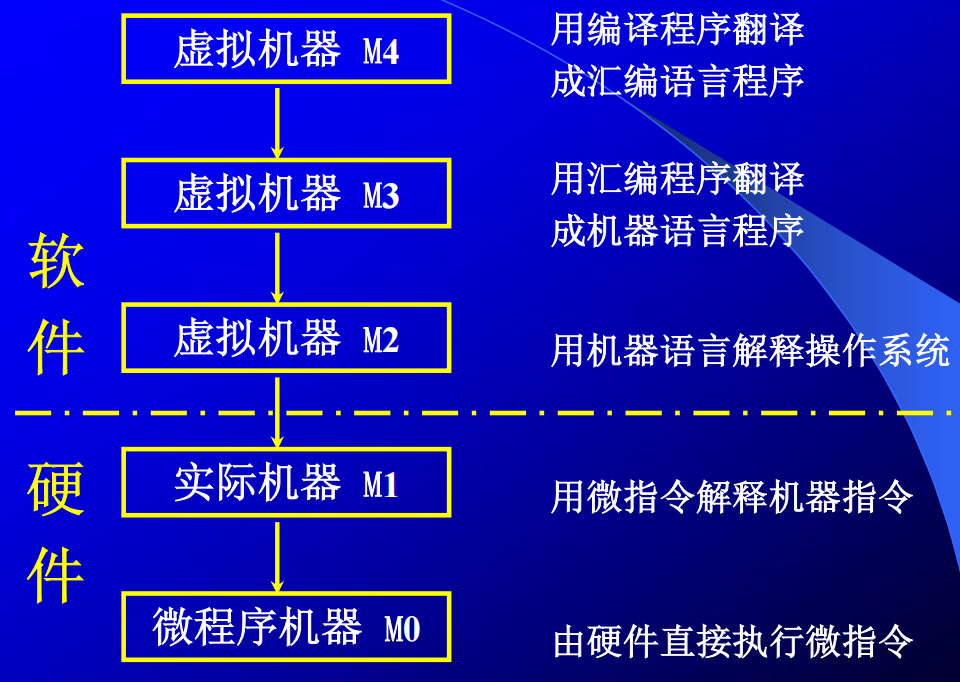 虚拟机器 M4
用编译程序翻译
成汇编语言程序
虚拟机器 M3
用汇编程序翻译
成机器语言程序
软
件
虚拟机器 M2
用机器语言解释操作系统
硬
件
实际机器 M1
用微指令解释机器指令
微程序机器 M0
由硬件直接执行微指令